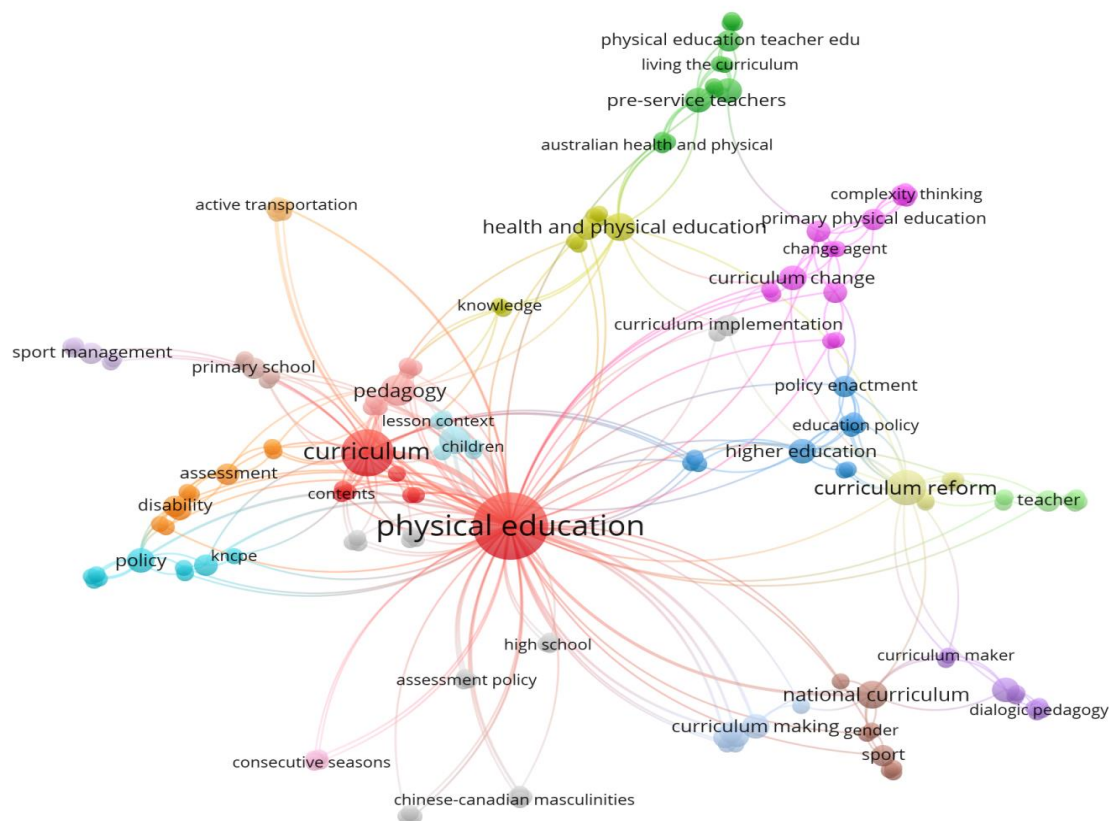 physical education teacher edu
living the curriculum
pre-service teachers
australian health and physical
complexity thinking
active transportation
primary physical education
health and physical education
change agent
curriculum change
knowledge
curriculum implementation
sport management
primary school
policy enactment
pedagogy
lesson context
education policy
children
curriculum
higher education
assessment
curriculum reform
contents
teacher
disability
physical education
kncpe
policy
high school
curriculum maker
assessment policy
national curriculum
dialogic pedagogy
curriculum making
gender
sport
consecutive seasons
chinese-canadian masculinities